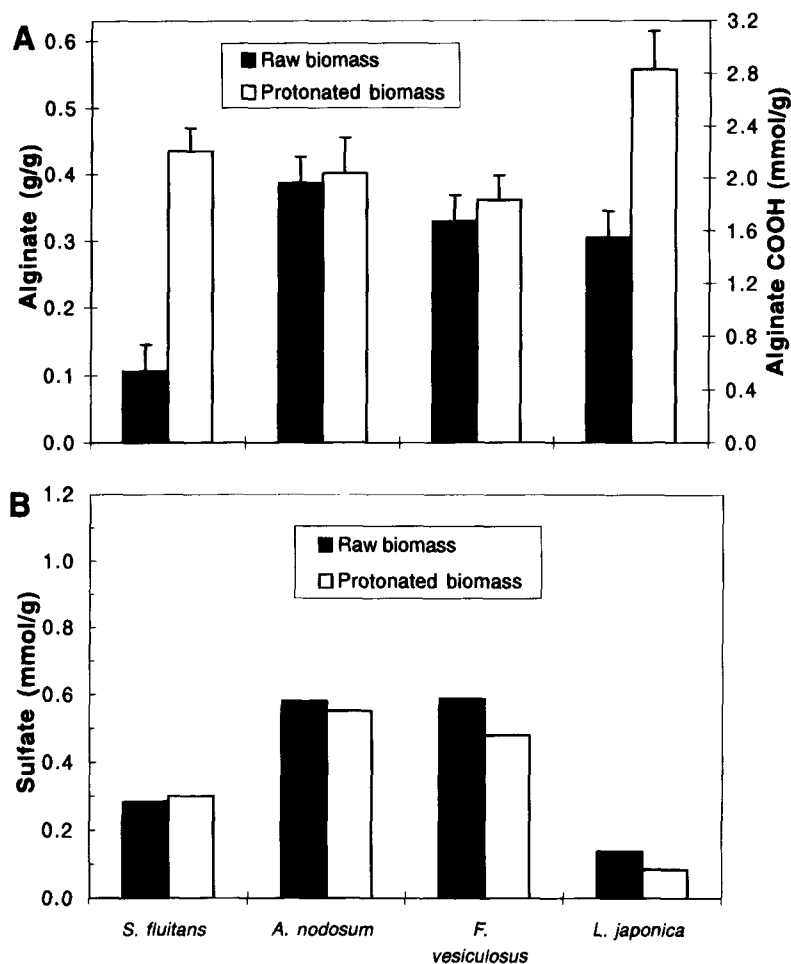 A
Raw biomass
Protonated biomass
Alginate (g/g)
0.6
0.5
0.4
0.3
0.2
0.1
0.0
Alginate COOH (mmol/g)
3.2
2.8
2.4
2.0
1.6
1.2
0.8
0.4
0.0
B
Raw biomass
Protonated biomass
Sulfate (mmol/g)
1.2
1.0
0.8
0.6
0.4
0.2
0.0
S. fluitans
A. nodosum
F.
vesiculosus
L. japonica